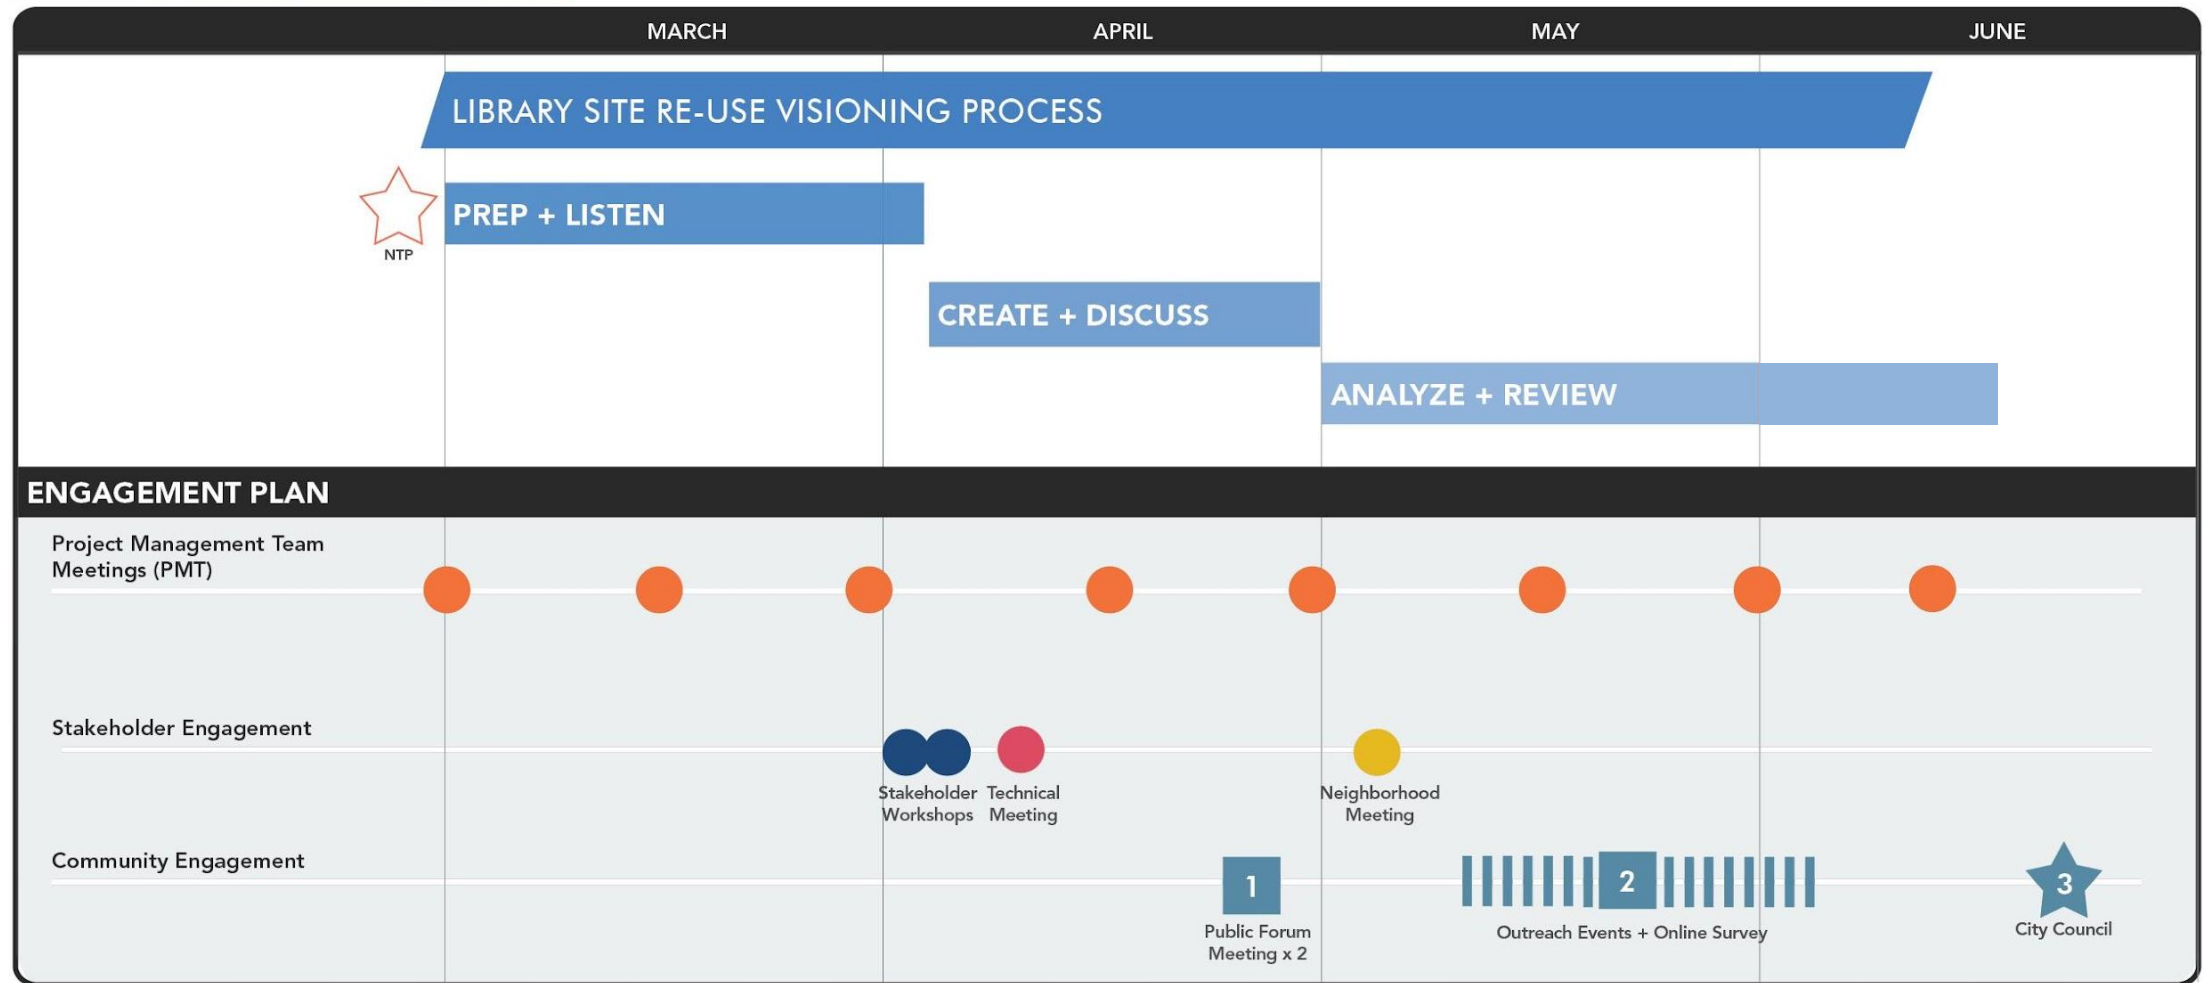 MARCH APRIL MAY JUNE
LIBRARY SITE RE-USE VISIONING PROCESS
PREP + LISTEN
NTP
CREATE + DISCUSS
ANALYZE + REVIEW
ENGAGEMENT PLAN
Project Management Team
Meetings (PMT)
Stakeholder Engagement
Stakeholder
Workshops
Technical
Meeting
Neighborhood
Meeting
Community Engagement
1
Public Forum
Meeting x 2
2
Outreach Events + Online Survey
3
City Council